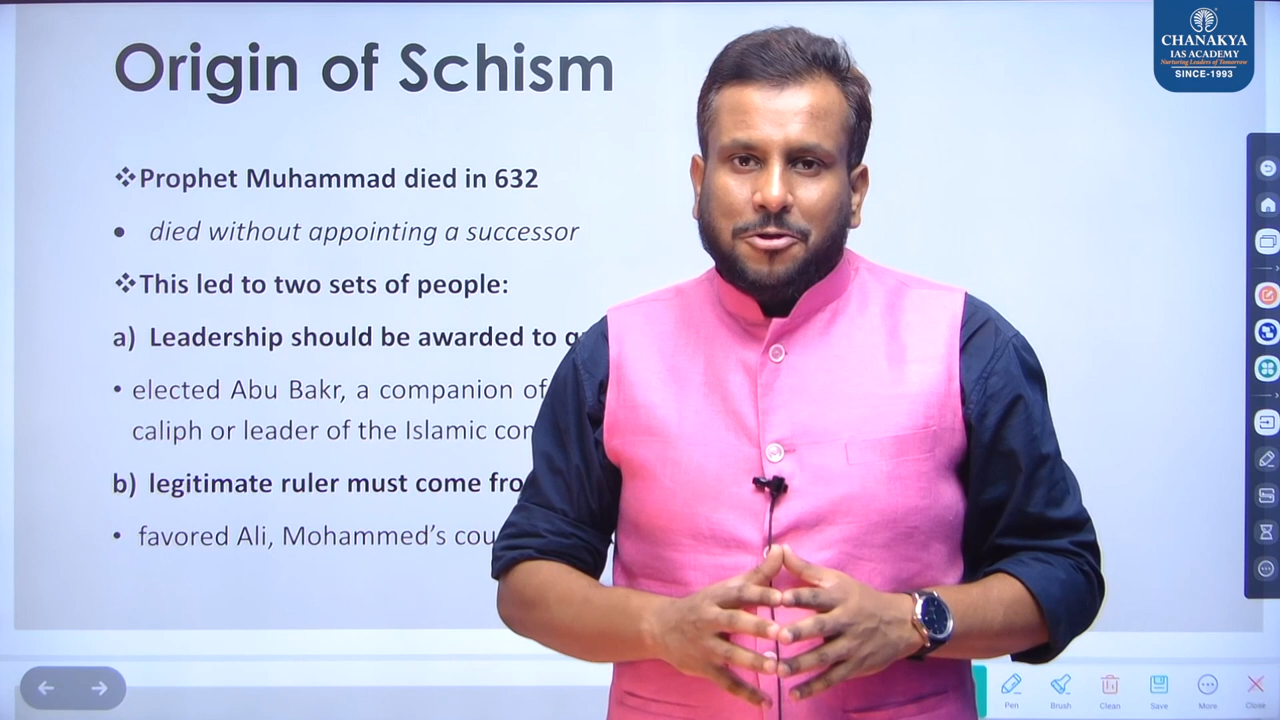 Origin of Schism
❖Prophet Muhammad died in 632
• died without appointing a successor
❖This led to two sets of people:
a) Leadership should be awarded to
• elected Abu Bakr, a companion of
caliph or leader of the Islamic
b) legitimate ruler must come
• favored Ali, Mohammed’s
CHANAKYA
IAS ACADEMY
Nurturing Leaders of Tomorrow
SINCE-1993
Pen
Brush
Clean
Save
More
Close